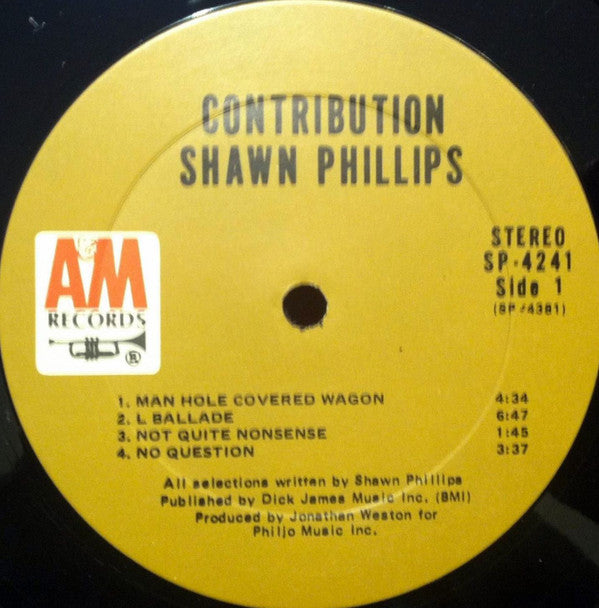 CONTRIBUTION
SHAWN PHILLIPS
STEREO
SP-4241
Side 1
(SP-4381)
A&M
RECORDS
®
1. MAN HOLE COVERED WAGON 4:34
2. L BALLADE 6:47
3. NOT QUITE NONSENSE 1:45
4. NO QUESTION 3:37
All selections written by Shawn Phillips
Published by Dick James Music Inc. (BMI)
Produced by Jonathan Weston for
Philjo Music Inc.